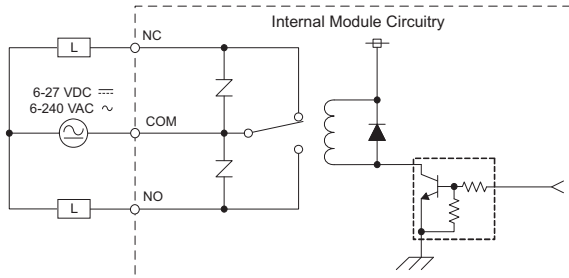 Internal Module Circuitry
NC
L
6-27 VDC ⎓
6-240 VAC ∿
COM
NO
L